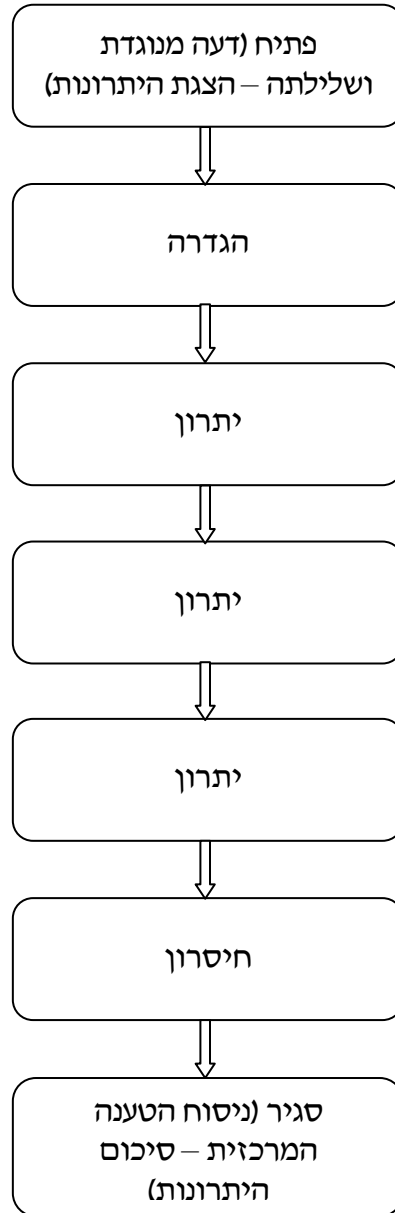 פתיח (דעה מנוגדת
ושלילתה – הצגת היתרונות)
הגדרה
יתרון
יתרון
יתרון
חיסרון
סגיר (ניסוח הטענה
המרכזית – סיכום
היתרונות)